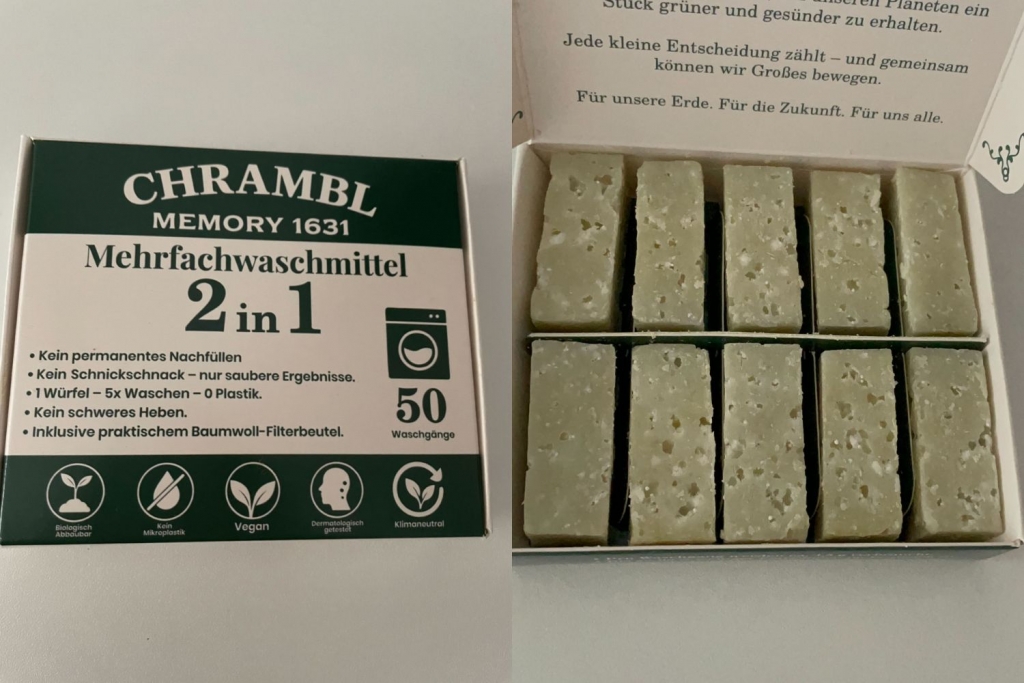 CHRAMBL
MEMORY 1631
Mehrfachwaschmittel
2 in 1
• Kein permanentes Nachfüllen
• Kein Schnickschnack – nur saubere Ergebnisse.
• 1 Würfel – 5x Waschen – 0 Plastik.
• Kein schweres Heben.
• Inklusive praktischem Baumwoll-Filterbeutel.
50
Waschgänge
Biologisch
Abbaubar
Kein
Mikroplastik
Vegan
Dermatologisch
getestet
Klimaneutral
unseren Planeten ein
Stück grüner und gesünder zu erhalten.
Jede kleine Entscheidung zählt – und gemeinsam
können wir Großes bewegen.
Für unsere Erde. Für die Zukunft. Für uns alle.